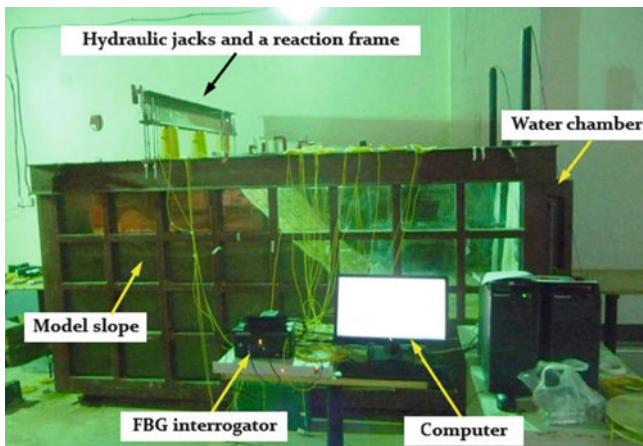 Hydraulic jacks and a reaction frame
Water chamber
Model slope
FBG interrogator
Computer